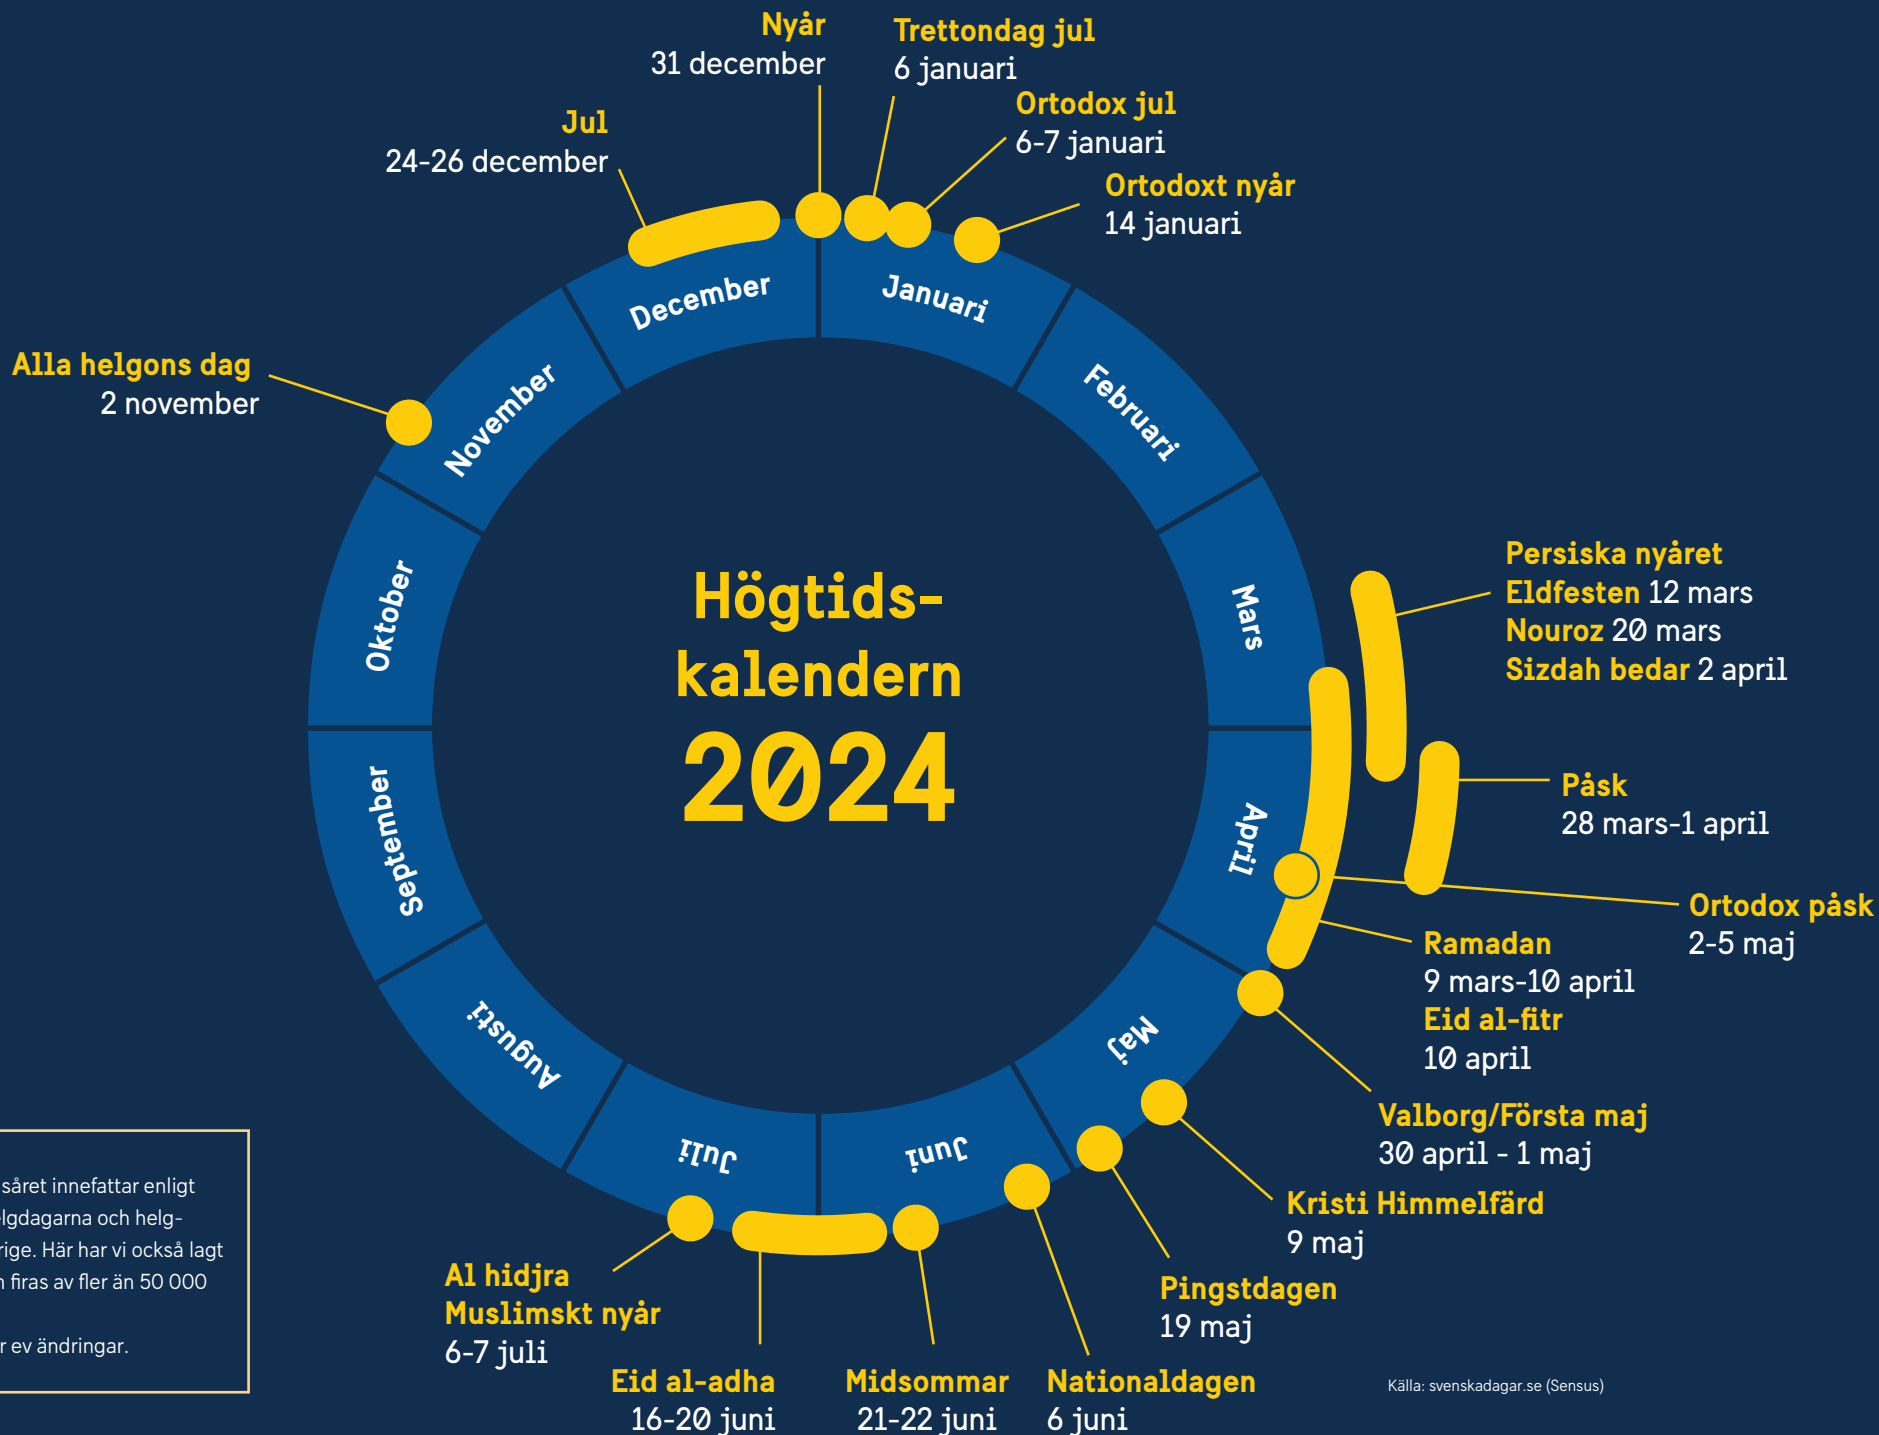 Högtids-
kalendern
2024
Nyår
31 december
Trettondag jul
6 januari
Ortodox jul
6-7 januari
Ortodoxt nyår
14 januari
Persiska nyåret
Eldfesten 12 mars
Nouroz 20 mars
Sizdah bedar 2 april
Påsk
28 mars-1 april
Ortodox påsk
2-5 maj
Ramadan
9 mars-10 april
Eid al-fitr
10 april
Valborg/Första maj
30 april - 1 maj
Kristi Himmelfärd
9 maj
Pingstdagen
19 maj
Nationaldagen
6 juni
Midsommar
21-22 juni
Eid al-adha
16-20 juni
Al hidjra
Muslimskt nyår
6-7 juli
Alla helgons dag
2 november
Jul
24-26 december
Januari
Februari
Mars
April
Maj
Juni
Juli
Augusti
September
Oktober
November
December
såret innefattar enligt
elgdagarna och helg-
rige. Här har vi också lagt
firas av fler än 50 000
r ev ändringar.
Källa: svenskadagar.se (Sensus)